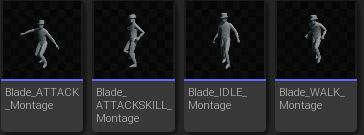 Blade_ATTACK
_Montage
Blade_
ATTACKSKILL_
Montage
Blade_IDLE_
Montage
Blade_WALK_
Montage